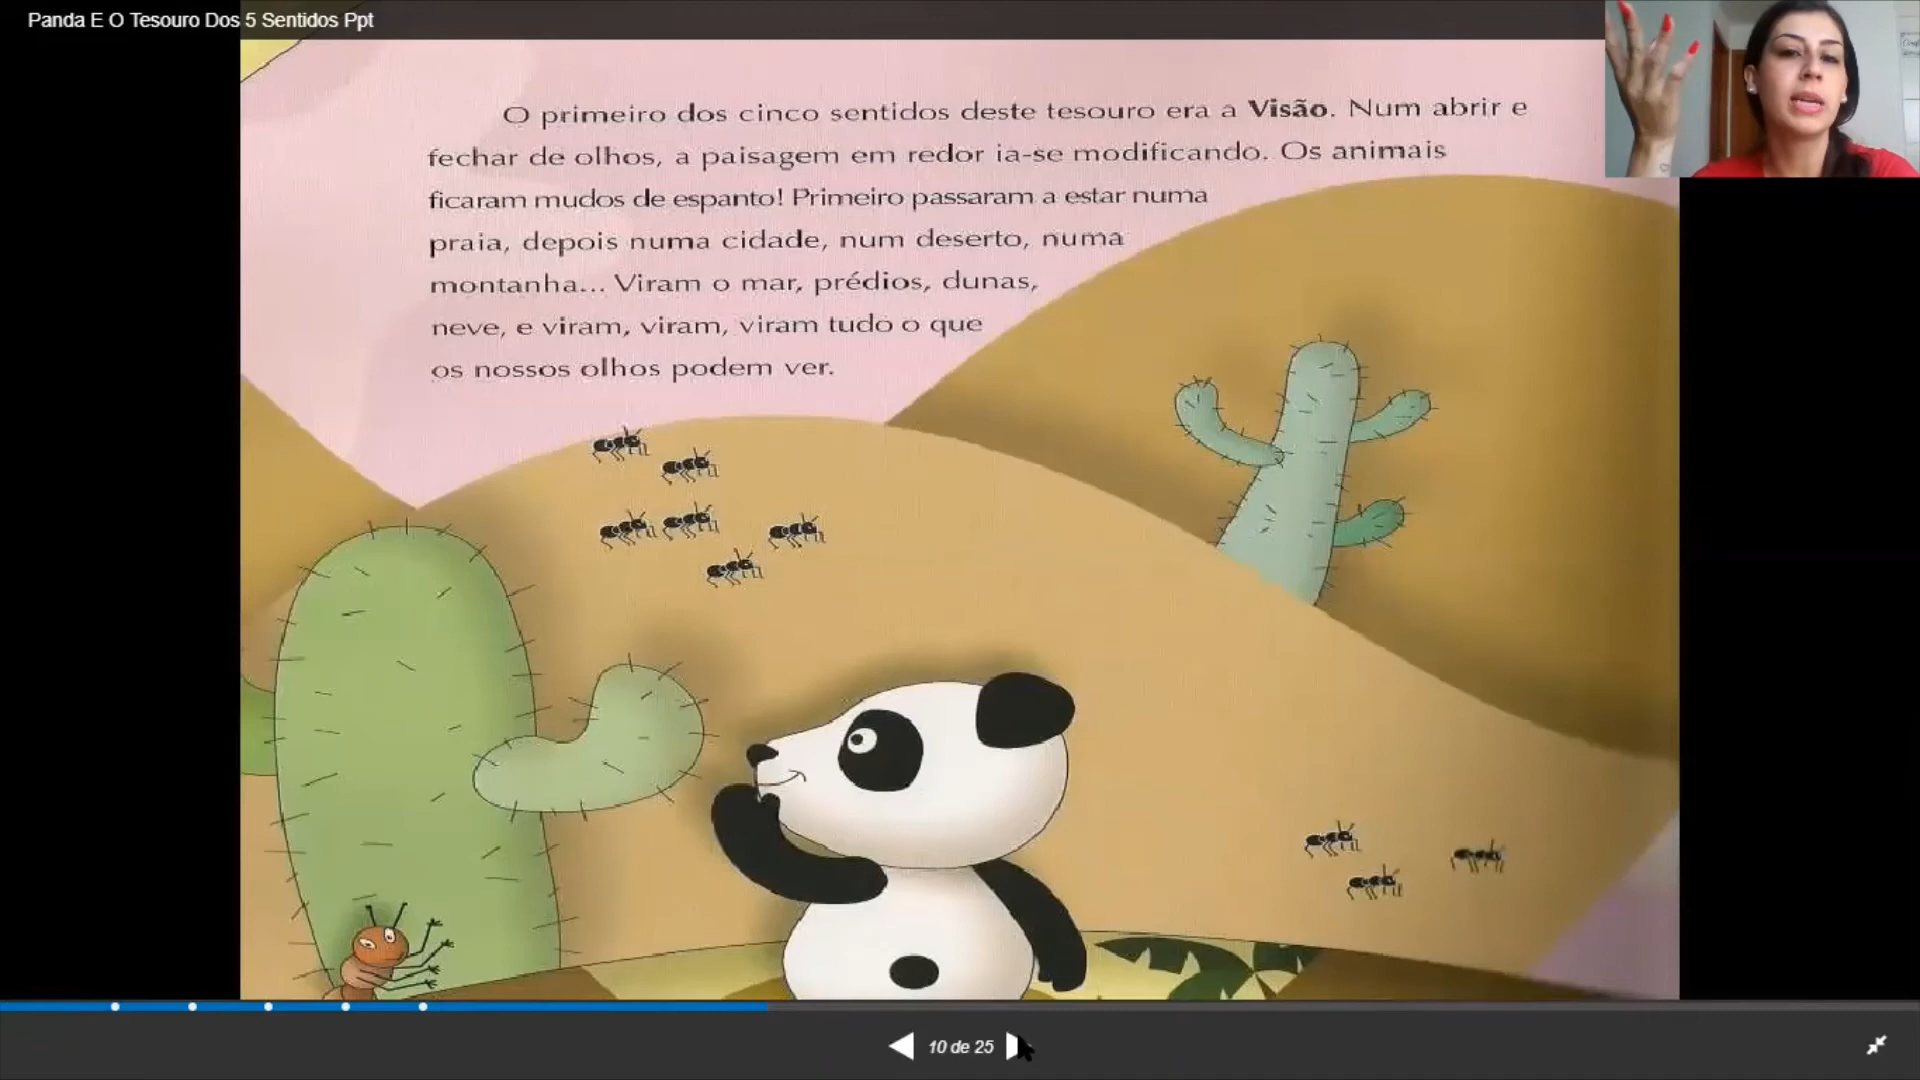 Panda E O Tesouro Dos 5 Sentidos Ppt
O primeiro dos cinco sentidos deste tesouro era a Visão. Num abrir e
fechar de olhos, a paisagem em redor ia-se modificando. Os animais
ficaram mudos de espanto! Primeiro passaram a estar numa
praia, depois numa cidade, num deserto, numa
montanha... Viram o mar, prédios, dunas,
neve, e viram, viram, viram tudo o que
os nossos olhos podem ver.
10 de 25